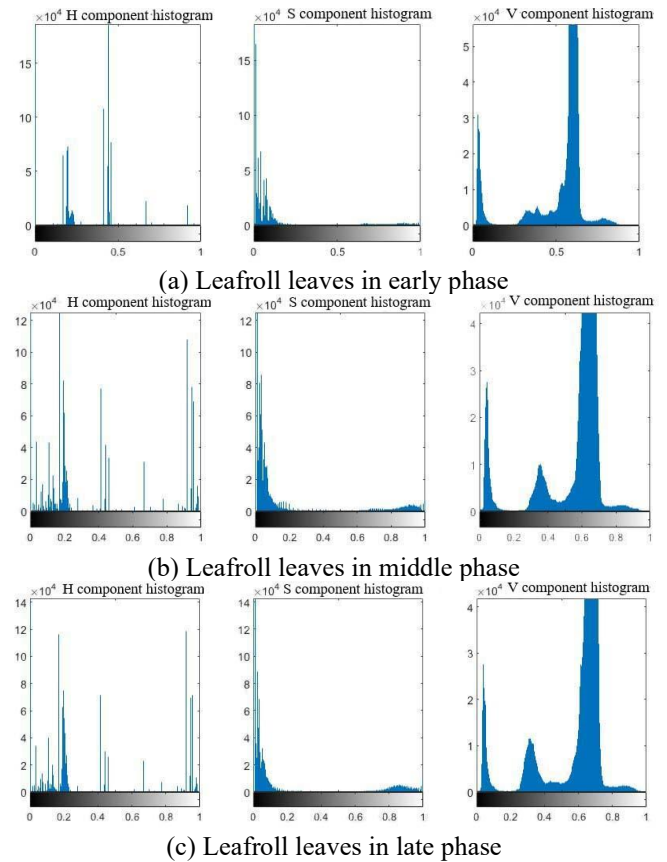 ×10⁴ H component histogram ×10⁴ S component histogram ×10⁴ V component histogram
15 15 5
10 10 4
5 5 3
0 0 2
1
0
0 0.5 1 0 0.5 1 0 0.5 1
(a) Leafroll leaves in early phase
×10⁴ H component histogram ×10⁴ S component histogram ×10⁴ V component histogram
12 12 4
10 10 3
8 8 2
6 6 1
4 4 0
2 2
0 0
0 0.2 0.4 0.6 0.8 1 0 0.2 0.4 0.6 0.8 1 0 0.2 0.4 0.6 0.8 1
(b) Leafroll leaves in middle phase
×10⁴ H component histogram ×10⁴ S component histogram ×10⁴ V component histogram
14 14 4
12 12 3
10 10 2
8 8 1
6 6 0
4 4
2 2
0 0
0 0.2 0.4 0.6 0.8 1 0 0.2 0.4 0.6 0.8 1 0 0.2 0.4 0.6 0.8 1
(c) Leafroll leaves in late phase